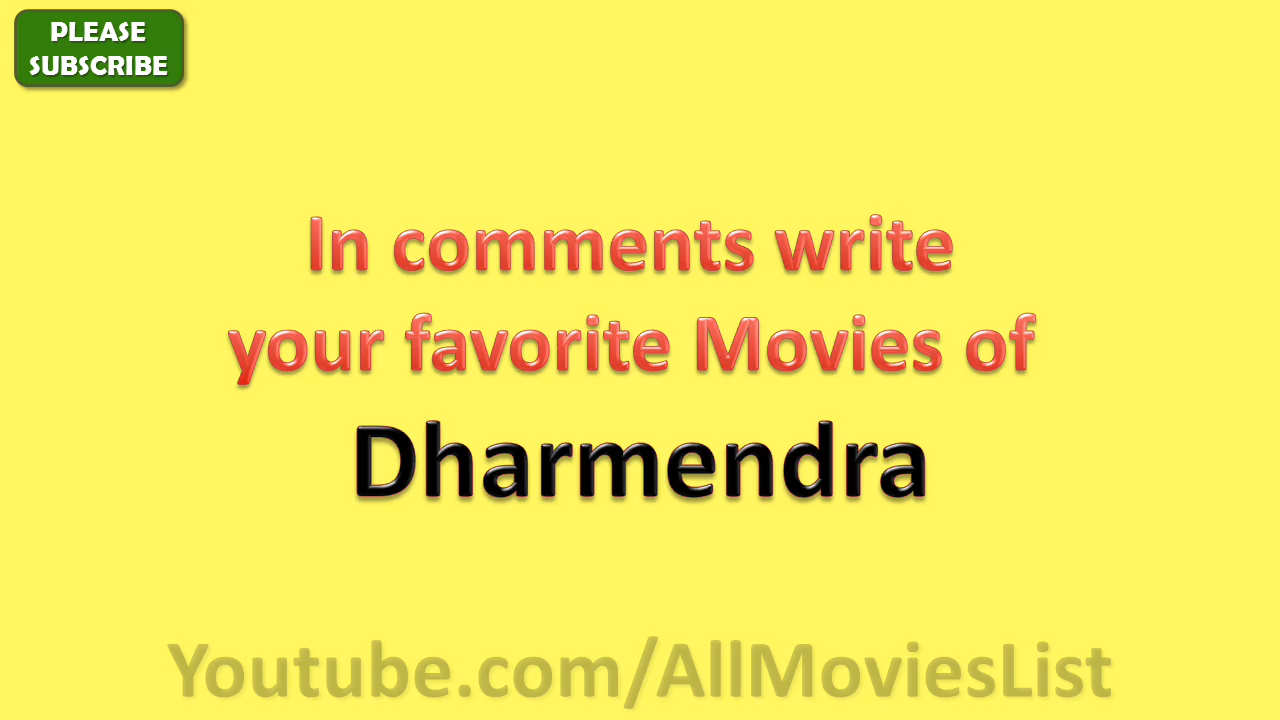 PLEASE
SUBSCRIBE
In comments write
your favorite Movies of
Dharmendra
Youtube.com/AllMoviesList